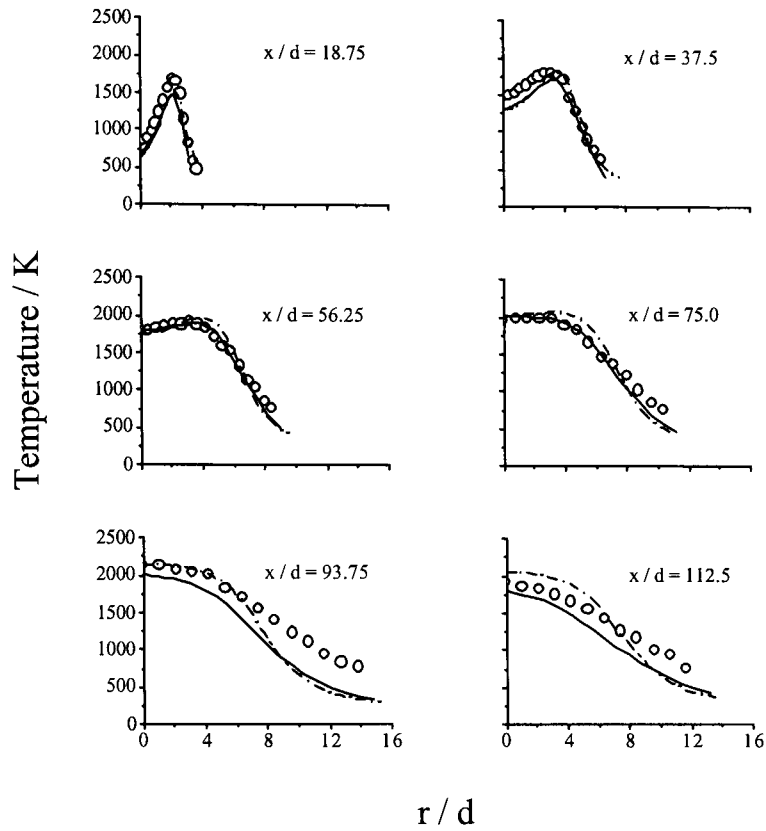 2500
2000
1500
1000
500
0
x / d = 18.75
x / d = 37.5
Temperature / K
2500
2000
1500
1000
500
0
x / d = 56.25
x / d = 75.0
2500
2000
1500
1000
500
0
x / d = 93.75
x / d = 112.5
0 4 8 12 16
0 4 8 12 16
r / d